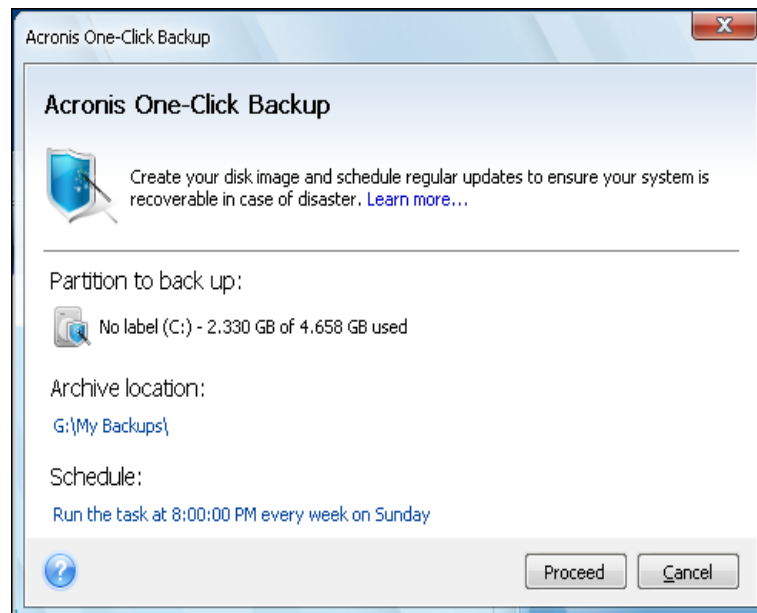 Acronis One-Click Backup
X
Acronis One-Click Backup
Create your disk image and schedule regular updates to ensure your system is
recoverable in case of disaster. Learn more...
Partition to back up:
No label (C:) - 2.330 GB of 4.658 GB used
Archive location:
G:\My Backups\
Schedule:
Run the task at 8:00:00 PM every week on Sunday
?
Proceed
Cancel